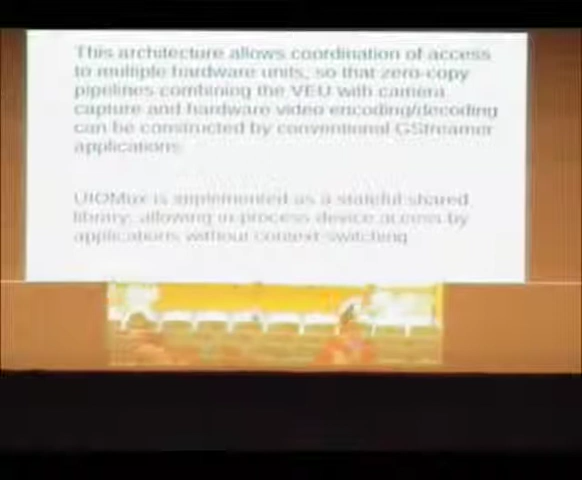 This architecture allows coordination of access
to multiple hardware units, so that zero-copy
pipelines combining the VEU with camera
capture and hardware video encoding/decoding
can be constructed by conventional GStreamer
applications.
UIOMux is implemented as a stateful shared
library, allowing in-process device access by
applications without context-switching